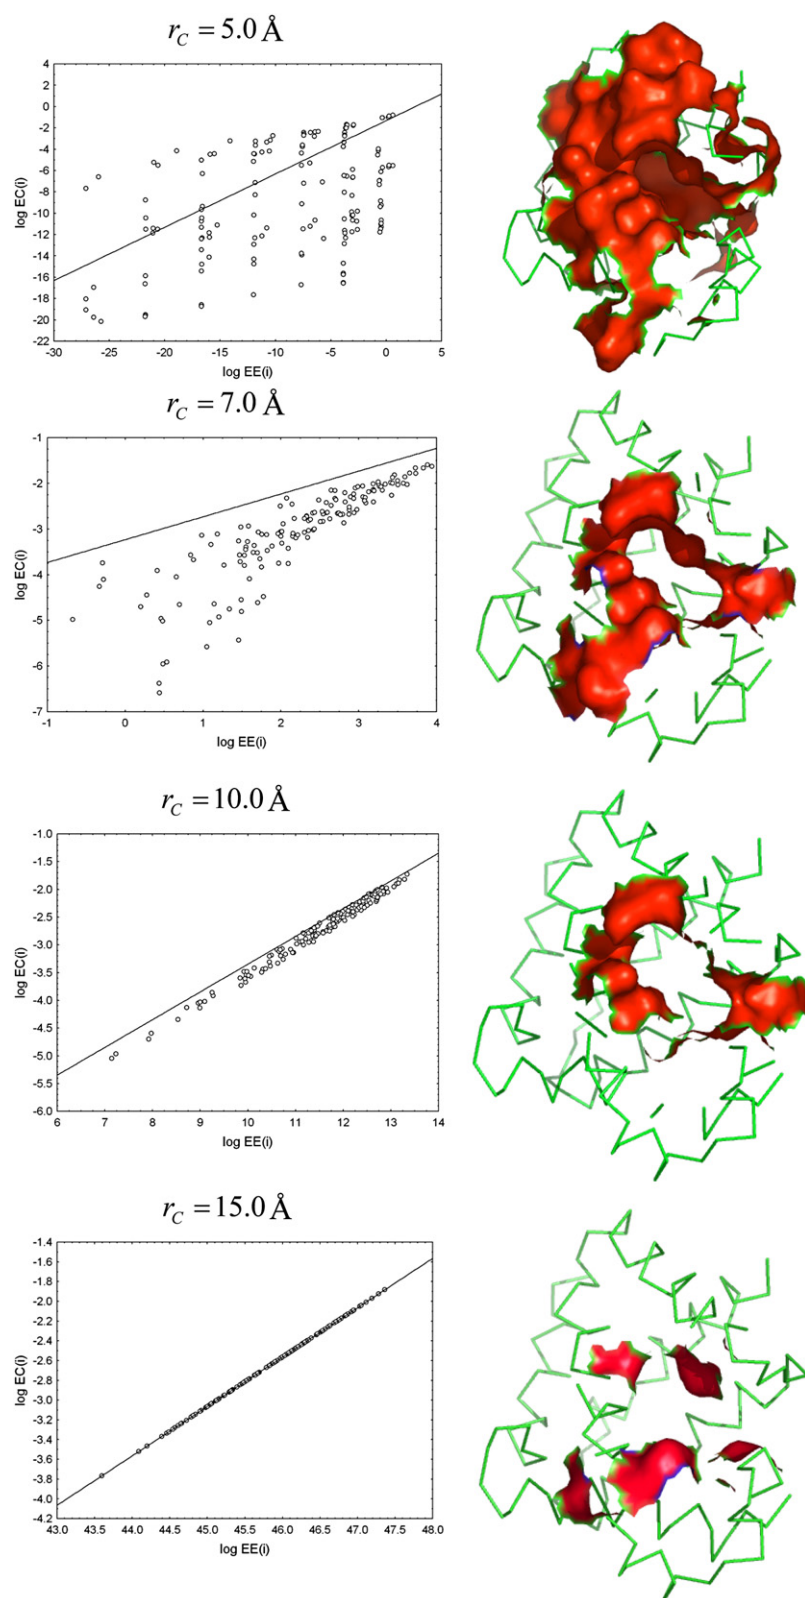 r_C = 5.0 Å
4
2
0
-2
-4
-6
-8
-10
-12
-14
-16
-18
-20
-22
log EC(i)
-30 -25 -20 -15 -10 -5 0 5
log EE(i)
r_C = 7.0 Å
-1
-2
-3
-4
-5
-6
-7
log EC(i)
-1 0 1 2 3 4
log EE(i)
r_C = 10.0 Å
-1.0
-1.5
-2.0
-2.5
-3.0
-3.5
-4.0
-4.5
-5.0
-5.5
-6.0
log EC(i)
6 7 8 9 10 11 12 13 14
log EE(i)
r_C = 15.0 Å
-1.4
-1.6
-1.8
-2.0
-2.2
-2.4
-2.6
-2.8
-3.0
-3.2
-3.4
-3.6
-3.8
-4.0
-4.2
log EC(i)
43.0 43.5 44.0 44.5 45.0 45.5 46.0 46.5 47.0 47.5 48.0
log EE(i)